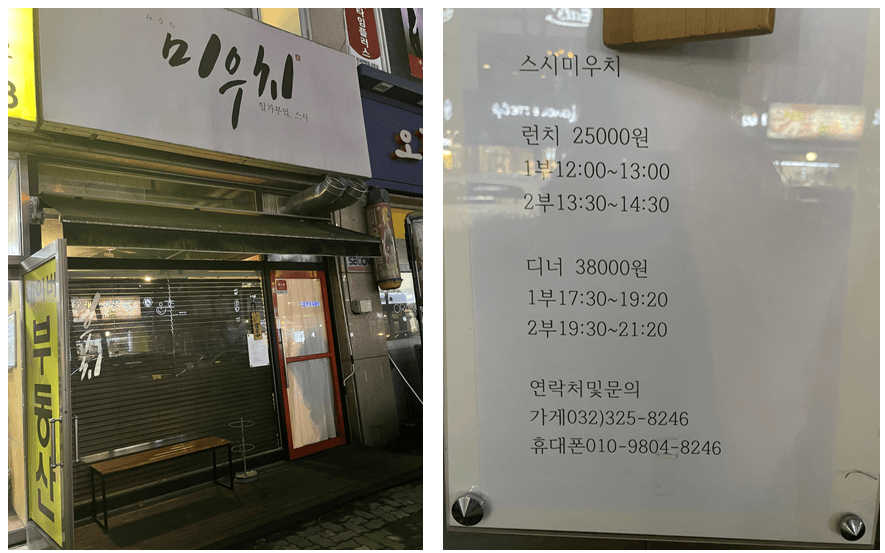 스시
미우치
일가부엌, 스시
부동산
스시미우치
런치 25000원
1부12:00~13:00
2부13:30~14:30
디너 38000원
1부17:30~19:20
2부19:30~21:20
연락처및문의
가게032)325-8246
휴대폰010-9804-8246